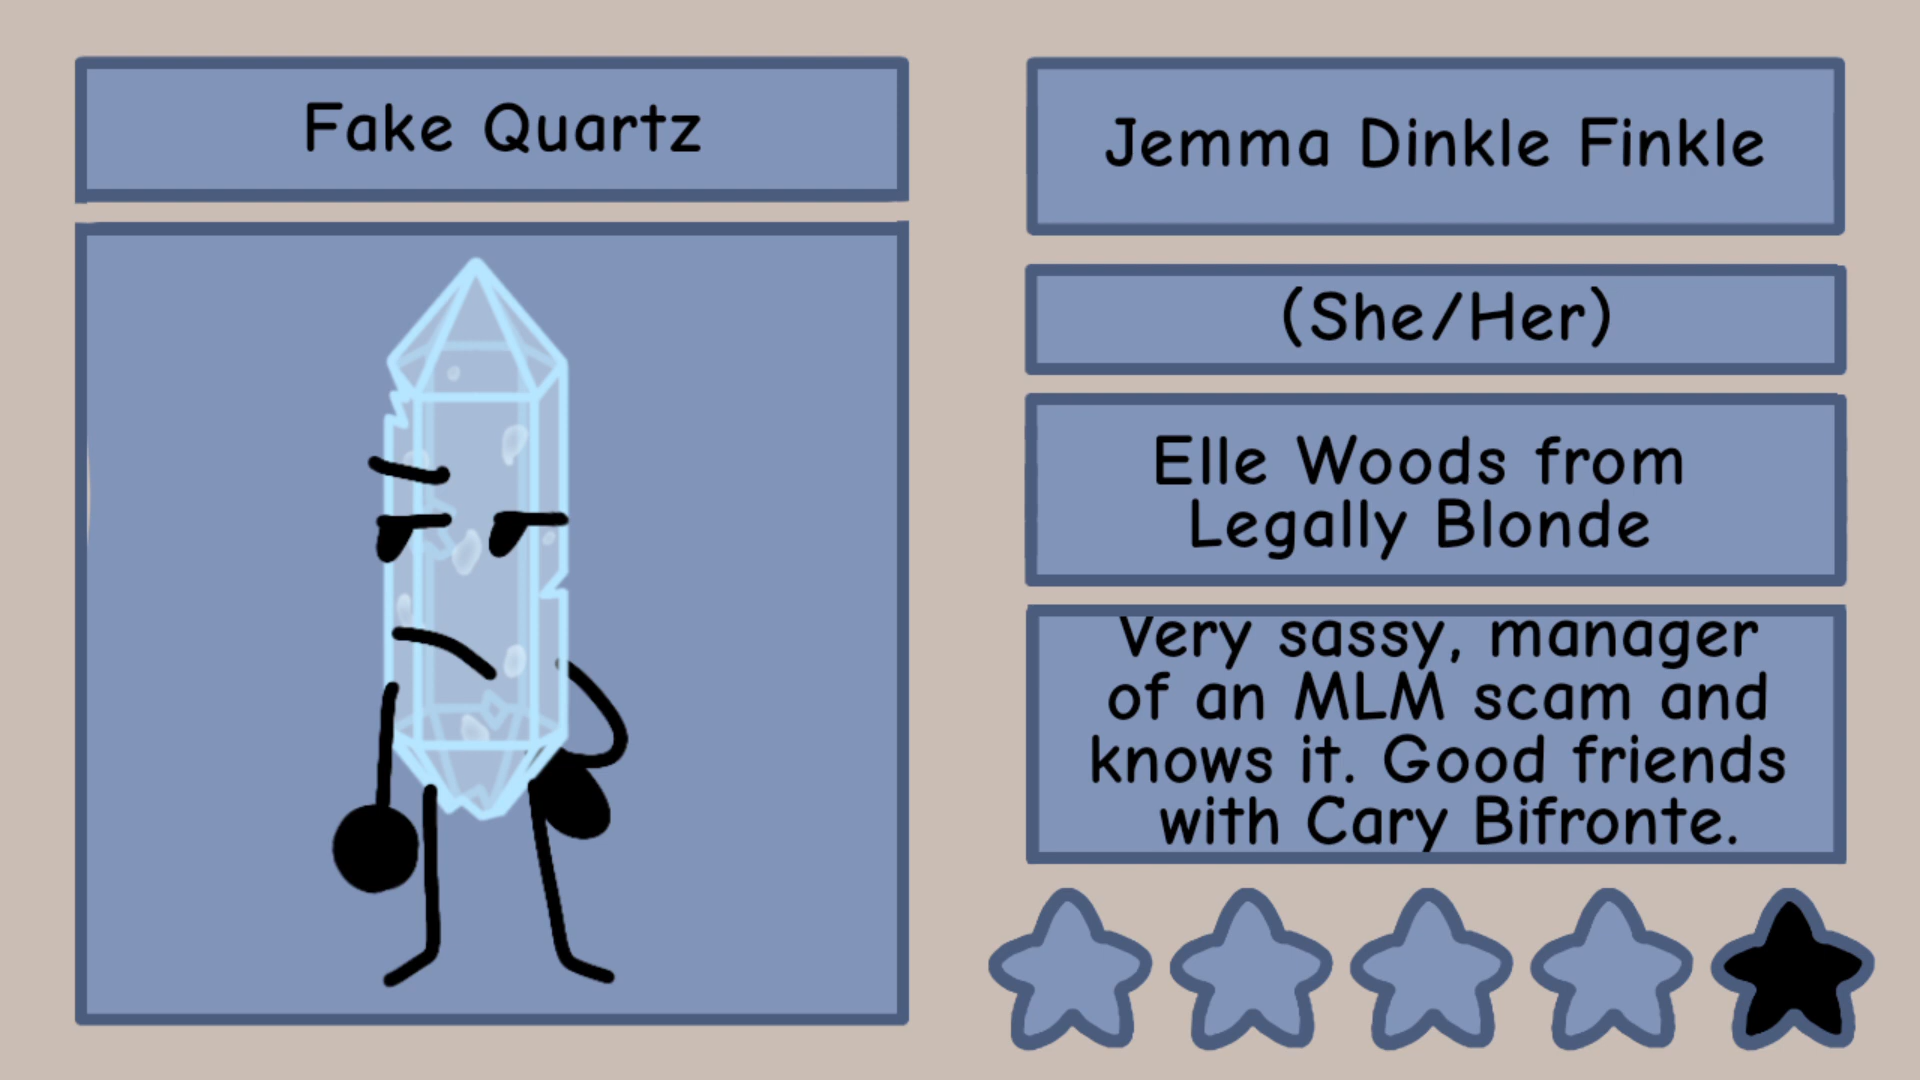 Fake Quartz
Jemma Dinkle Finkle
(She/Her)
Elle Woods from
Legally Blonde
Very sassy, manager
of an MLM scam and
knows it. Good friends
with Cary Bifronte.